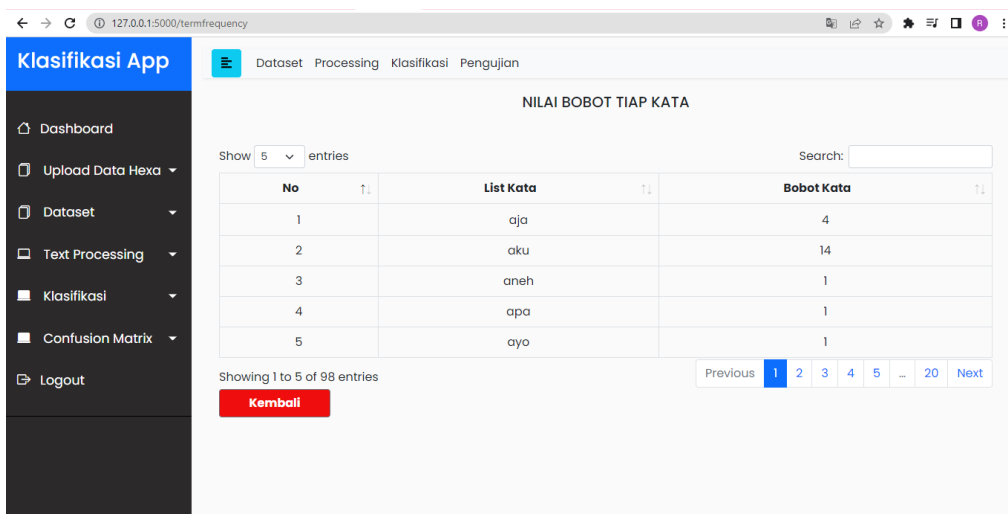 127.0.0.1:5000/termfrequency
R
Klasifikasi App
Dataset Processing Klasifikasi Pengujian
Dashboard
Upload Data Hexa
Dataset
Text Processing
Klasifikasi
Confusion Matrix
Logout
NILAI BOBOT TIAP KATA
Show 5 entries
Search:
No List Kata Bobot Kata
1 aja 4
2 aku 14
3 aneh 1
4 apa 1
5 ayo 1
Showing 1 to 5 of 98 entries
Previous 1 2 3 4 5 … 20 Next
Kembali